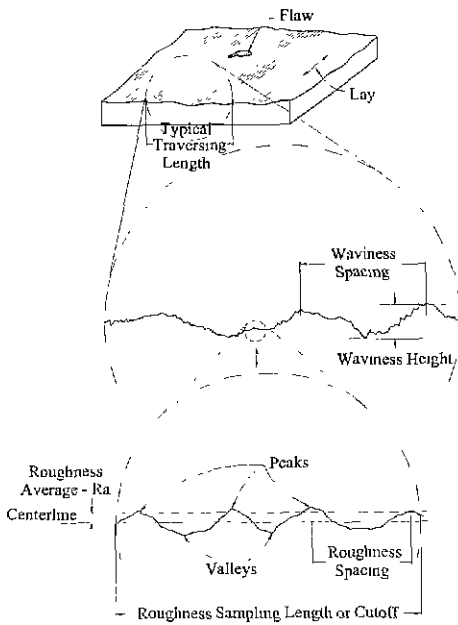 Flaw
Lay
Typical
Traversing
Length
Waviness
Spacing
Waviness Height
Peaks
Roughness
Average - Ra
Centerline
Valleys
Roughness
Spacing
Roughness Sampling Length or Cutoff